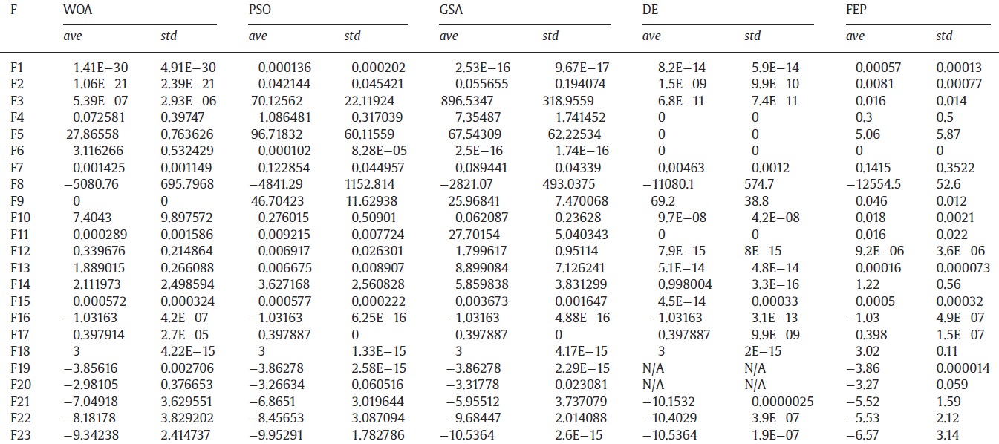 F WOA PSO GSA DE FEP
ave std ave std ave std ave std ave std
F1 1.41E−30 4.91E−30 0.000136 0.000202 2.53E−16 9.67E−17 8.2E−14 5.9E−14 0.00057 0.00013
F2 1.06E−21 2.39E−21 0.042144 0.045421 0.055655 0.194074 1.5E−09 9.9E−10 0.0081 0.00077
F3 5.39E−07 2.93E−06 70.12562 22.11924 896.5347 318.9559 6.8E−11 7.4E−11 0.016 0.014
F4 0.072581 0.39747 1.086481 0.317039 7.35487 1.741452 0 0 0.3 0.5
F5 27.86558 0.763626 96.71832 60.11559 67.54309 62.22534 0 0 5.06 5.87
F6 3.116266 0.532429 0.000102 8.28E−05 2.5E−16 1.74E−16 0 0 0 0
F7 0.001425 0.001149 0.122854 0.044957 0.089441 0.04339 0.00463 0.0012 0.1415 0.3522
F8 −5080.76 695.7968 −4841.29 1152.814 −2821.07 493.0375 −11080.1 574.7 −12554.5 52.6
F9 0 0 46.70423 11.62938 25.96841 7.470068 69.2 38.8 0.046 0.012
F10 7.4043 9.897572 0.276015 0.50901 0.062087 0.23628 9.7E−08 4.2E−08 0.018 0.0021
F11 0.000289 0.001586 0.009215 0.007724 27.70154 5.040343 0 0 0.016 0.022
F12 0.339676 0.214864 0.006917 0.026301 1.799617 0.95114 7.9E−15 8E−15 9.2E−06 3.6E−06
F13 1.889015 0.266088 0.006675 0.008907 8.899084 7.126241 5.1E−14 4.8E−14 0.00016 0.000073
F14 2.111973 2.498594 3.627168 2.560828 5.859838 3.831299 0.998004 3.3E−16 1.22 0.56
F15 0.000572 0.000324 0.000577 0.000222 0.003673 0.001647 4.5E−14 0.00033 0.0005 0.00032
F16 −1.03163 4.2E−07 −1.03163 6.25E−16 −1.03163 4.88E−16 −1.03163 3.1E−13 −1.03 4.9E−07
F17 0.397914 2.7E−05 0.397887 0 0.397887 0 0.397887 9.9E−09 0.398 1.5E−07
F18 3 4.22E−15 3 1.33E−15 3 4.17E−15 3 2E−15 3.02 0.11
F19 −3.85616 0.002706 −3.86278 2.58E−15 −3.86278 2.29E−15 N/A N/A −3.86 0.000014
F20 −2.98105 0.376653 −3.26634 0.060516 −3.31778 0.023081 N/A N/A −3.27 0.059
F21 −7.04918 3.629551 −6.8651 3.019644 −5.95512 3.737079 −10.1532 0.0000025 −5.52 1.59
F22 −8.18178 3.829202 −8.45653 3.087094 −9.68447 2.014088 −10.4029 3.9E−07 −5.53 2.12
F23 −9.34238 2.414737 −9.95291 1.782786 −10.5364 2.6E−15 −10.5364 1.9E−07 −6.57 3.14